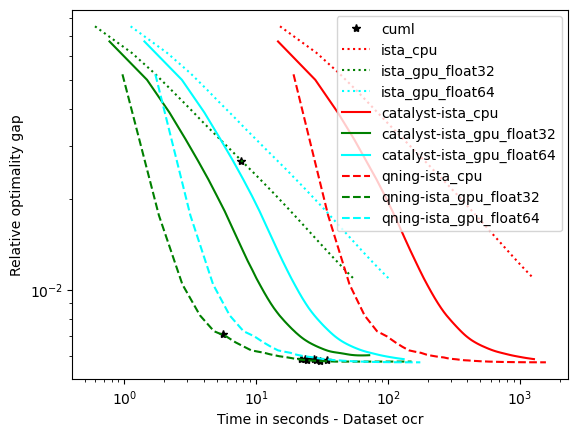 cuml
ista_cpu
ista_gpu_float32
ista_gpu_float64
catalyst-ista_cpu
catalyst-ista_gpu_float32
catalyst-ista_gpu_float64
qning-ista_cpu
qning-ista_gpu_float32
qning-ista_gpu_float64
Relative optimality gap
10⁻²
10⁰ 10¹ 10² 10³
Time in seconds - Dataset ocr